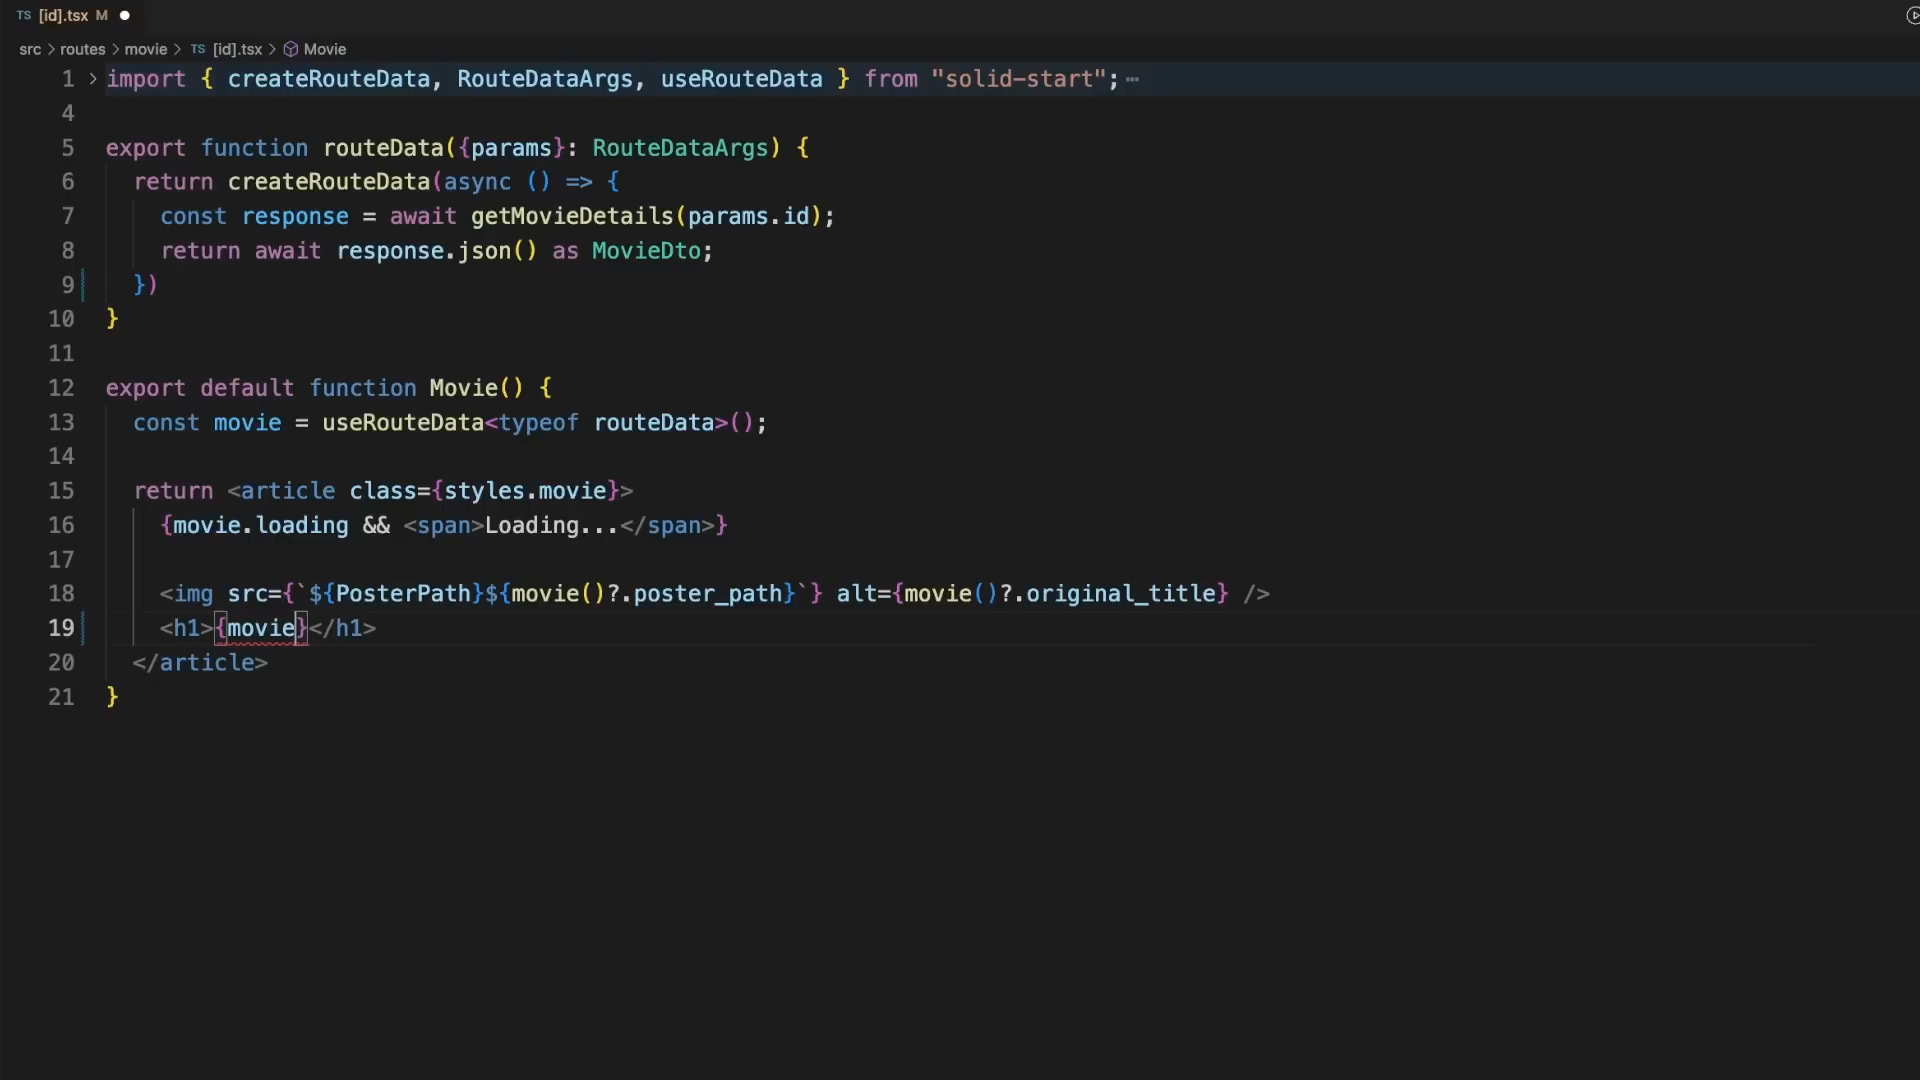 TS [id].tsx M ●
src > routes > movie > TS [id].tsx > Movie
1 > import { createRouteData, RouteDataArgs, useRouteData } from "solid-start";⋯
4
5 export function routeData({params}: RouteDataArgs) {
6   return createRouteData(async () => {
7     const response = await getMovieDetails(params.id);
8     return await response.json() as MovieDto;
9   })
10 }
11
12 export default function Movie() {
13   const movie = useRouteData<typeof routeData>();
14
15   return <article class={styles.movie}>
16     {movie.loading && <span>Loading...</span>}
17
18     <img src={`${PosterPath}${movie()?.poster_path}`} alt={movie()?.original_title} />
19     <h1>{movie}</h1>
20   </article>
21 }